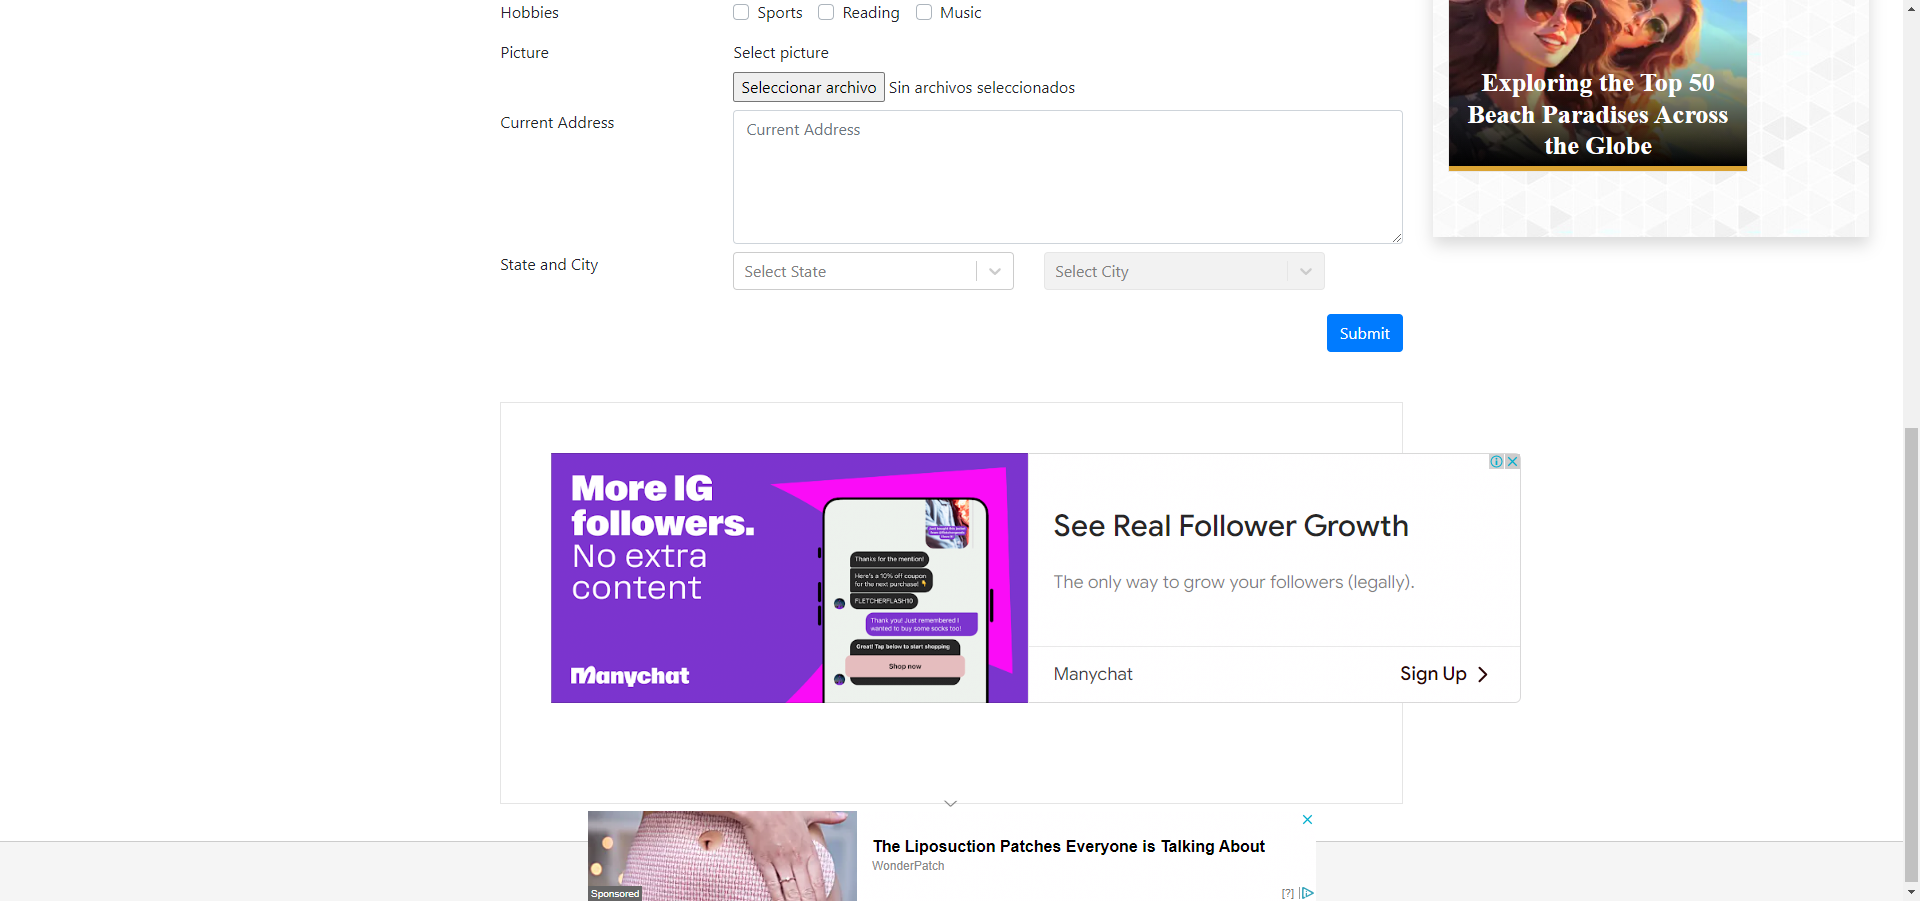 Hobbies
Sports Reading Music
Picture
Select picture
Seleccionar archivo Sin archivos seleccionados
Current Address
Current Address
State and City
Select State
Select City
Submit
Exploring the Top 50
Beach Paradises Across
the Globe
More IG
followers.
No extra
content
Manychat
Just bought this jacket
Thanks for the mention!
Here's a 10% off coupon
for the next purchase! 👇
FLETCHERFLASH10
Thank you! Just remembered I
wanted to buy some socks too!
Great! Tap below to start shopping
Shop now
See Real Follower Growth
The only way to grow your followers (legally).
Manychat
Sign Up
Sponsored
The Liposuction Patches Everyone is Talking About
WonderPatch
[?]